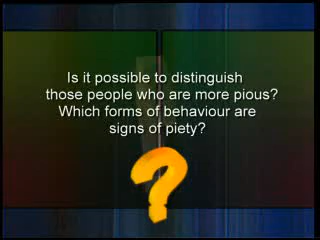 Is it possible to distinguish
those people who are more pious?
Which forms of behaviour are
signs of piety?
?